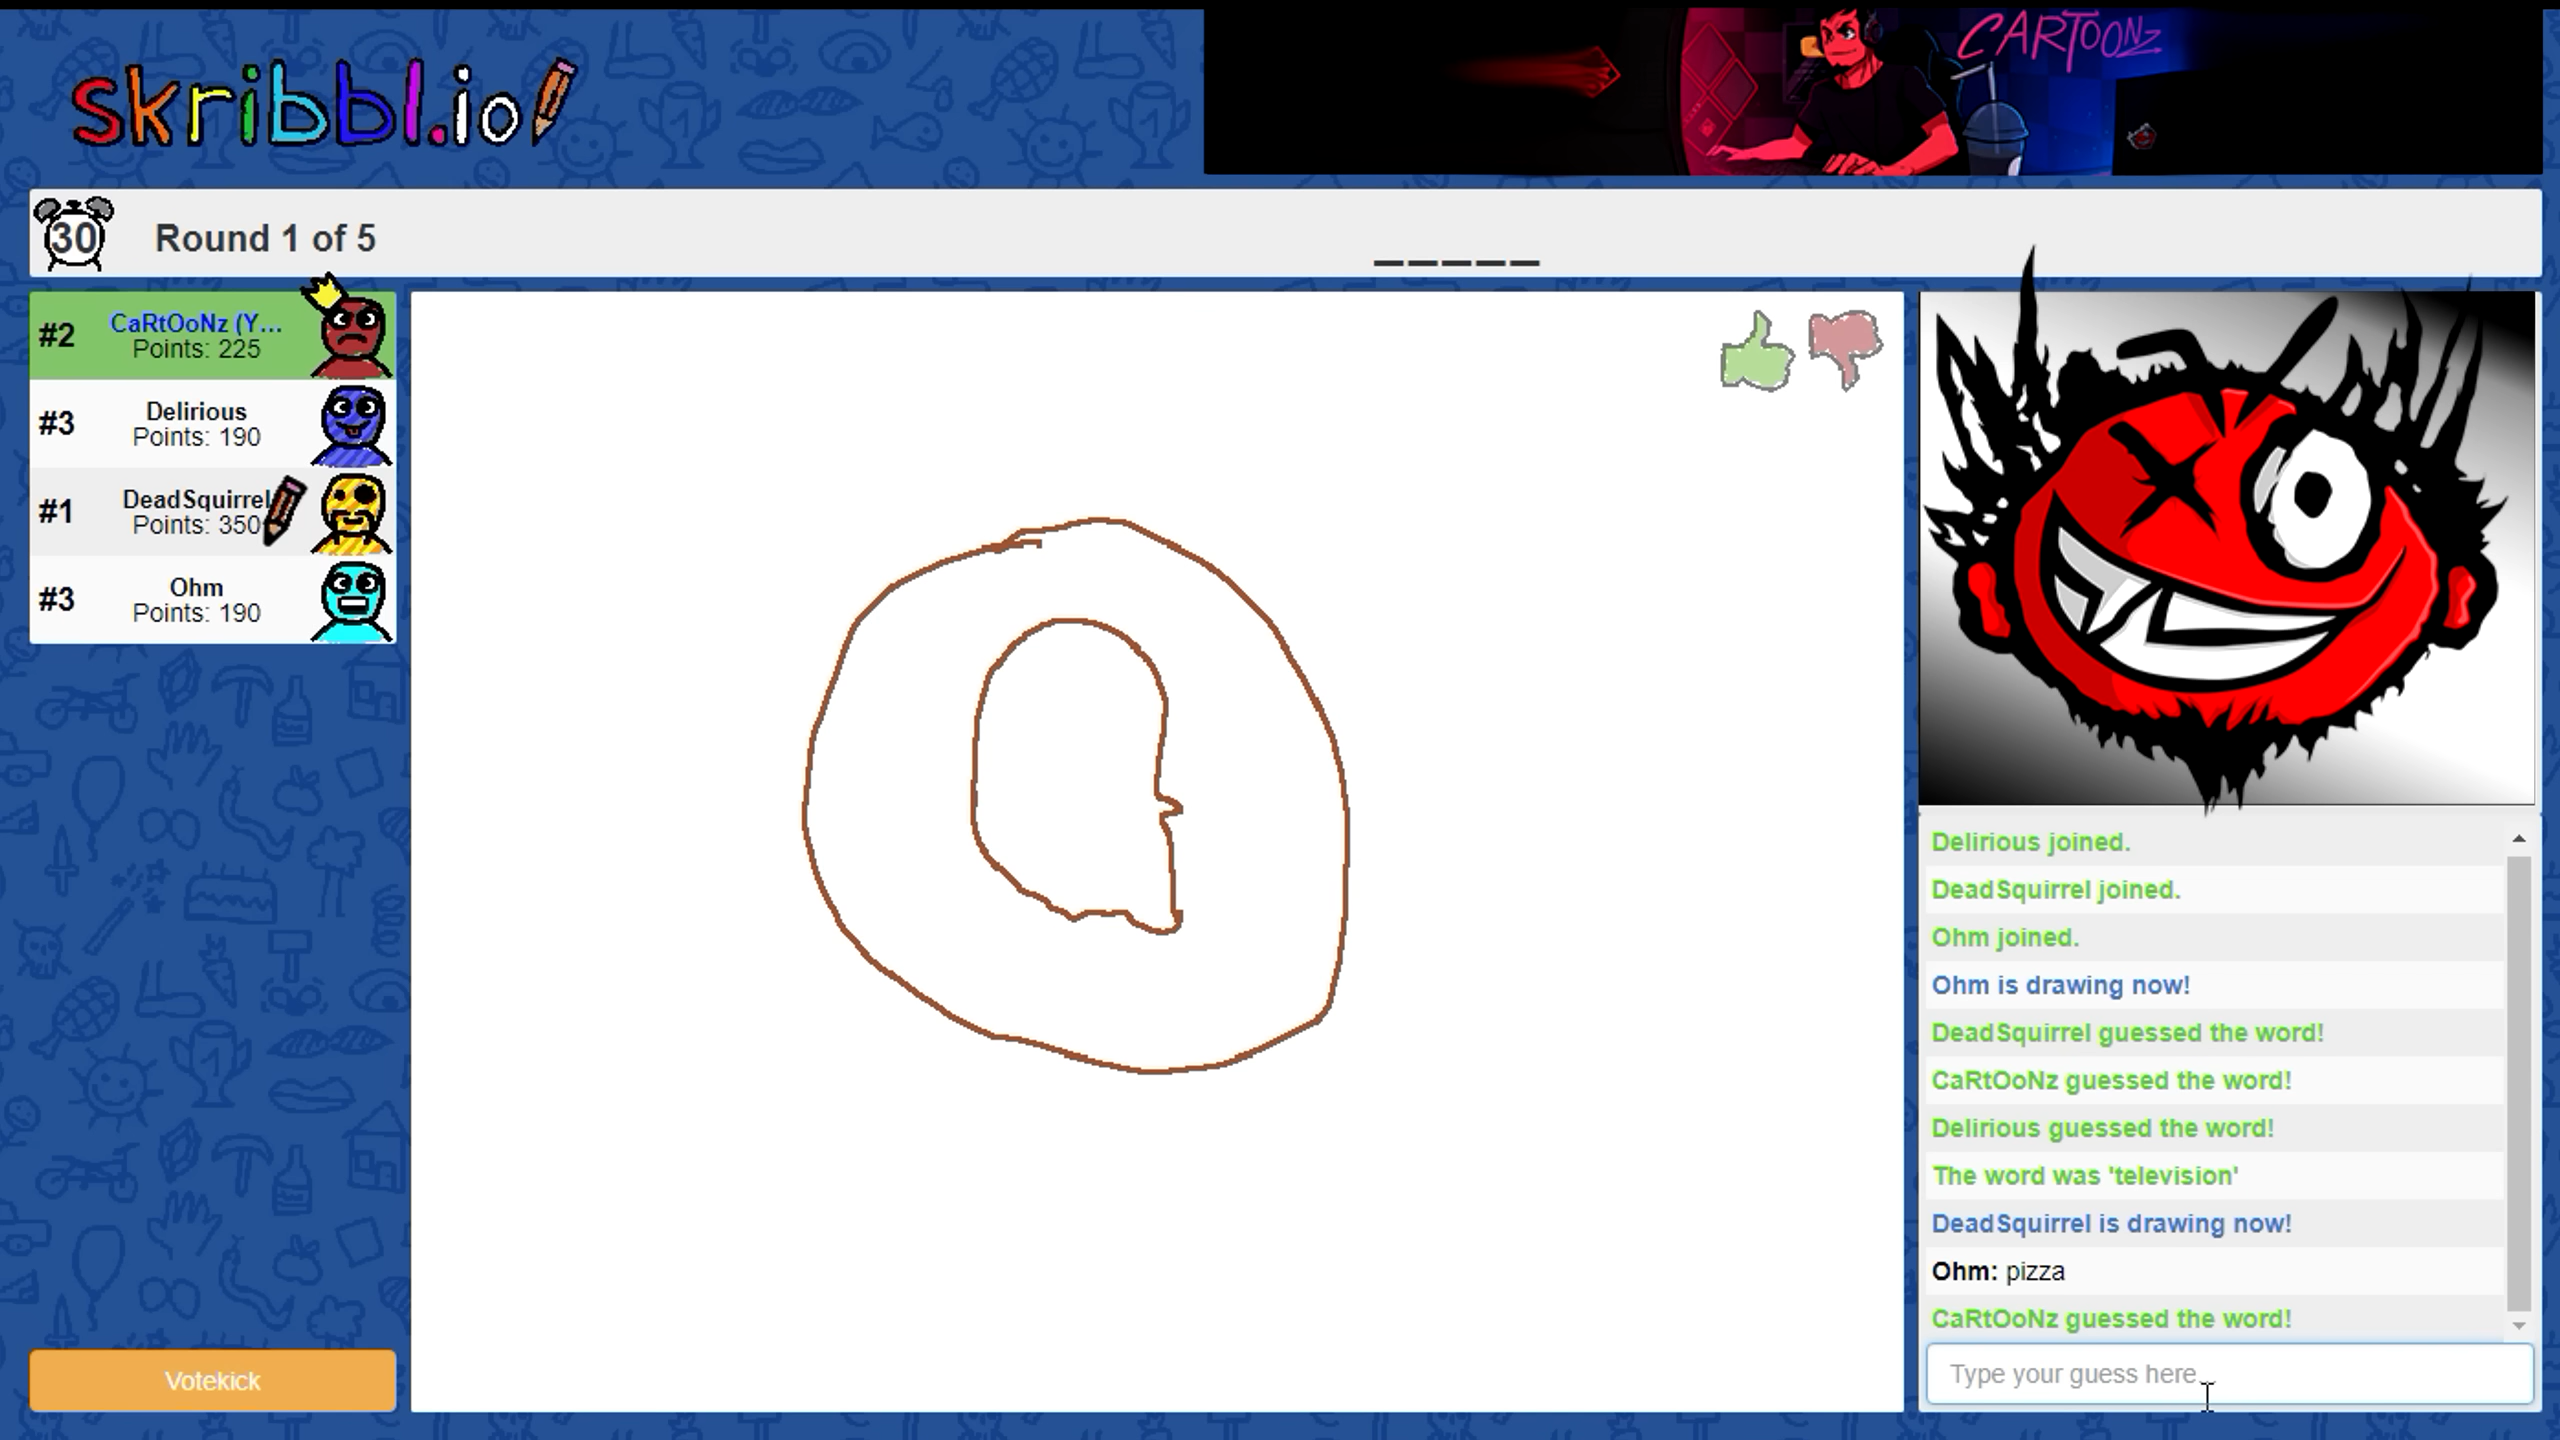 skribbl.io
CARTOONZ
30
Round 1 of 5
_____
#2
CaRtOoNz (Y...
Points: 225
#3
Delirious
Points: 190
#1
DeadSquirrel
Points: 350
#3
Ohm
Points: 190
Delirious joined.
DeadSquirrel joined.
Ohm joined.
Ohm is drawing now!
DeadSquirrel guessed the word!
CaRtOoNz guessed the word!
Delirious guessed the word!
The word was 'television'
DeadSquirrel is drawing now!
Ohm: pizza
CaRtOoNz guessed the word!
Votekick
Type your guess here...